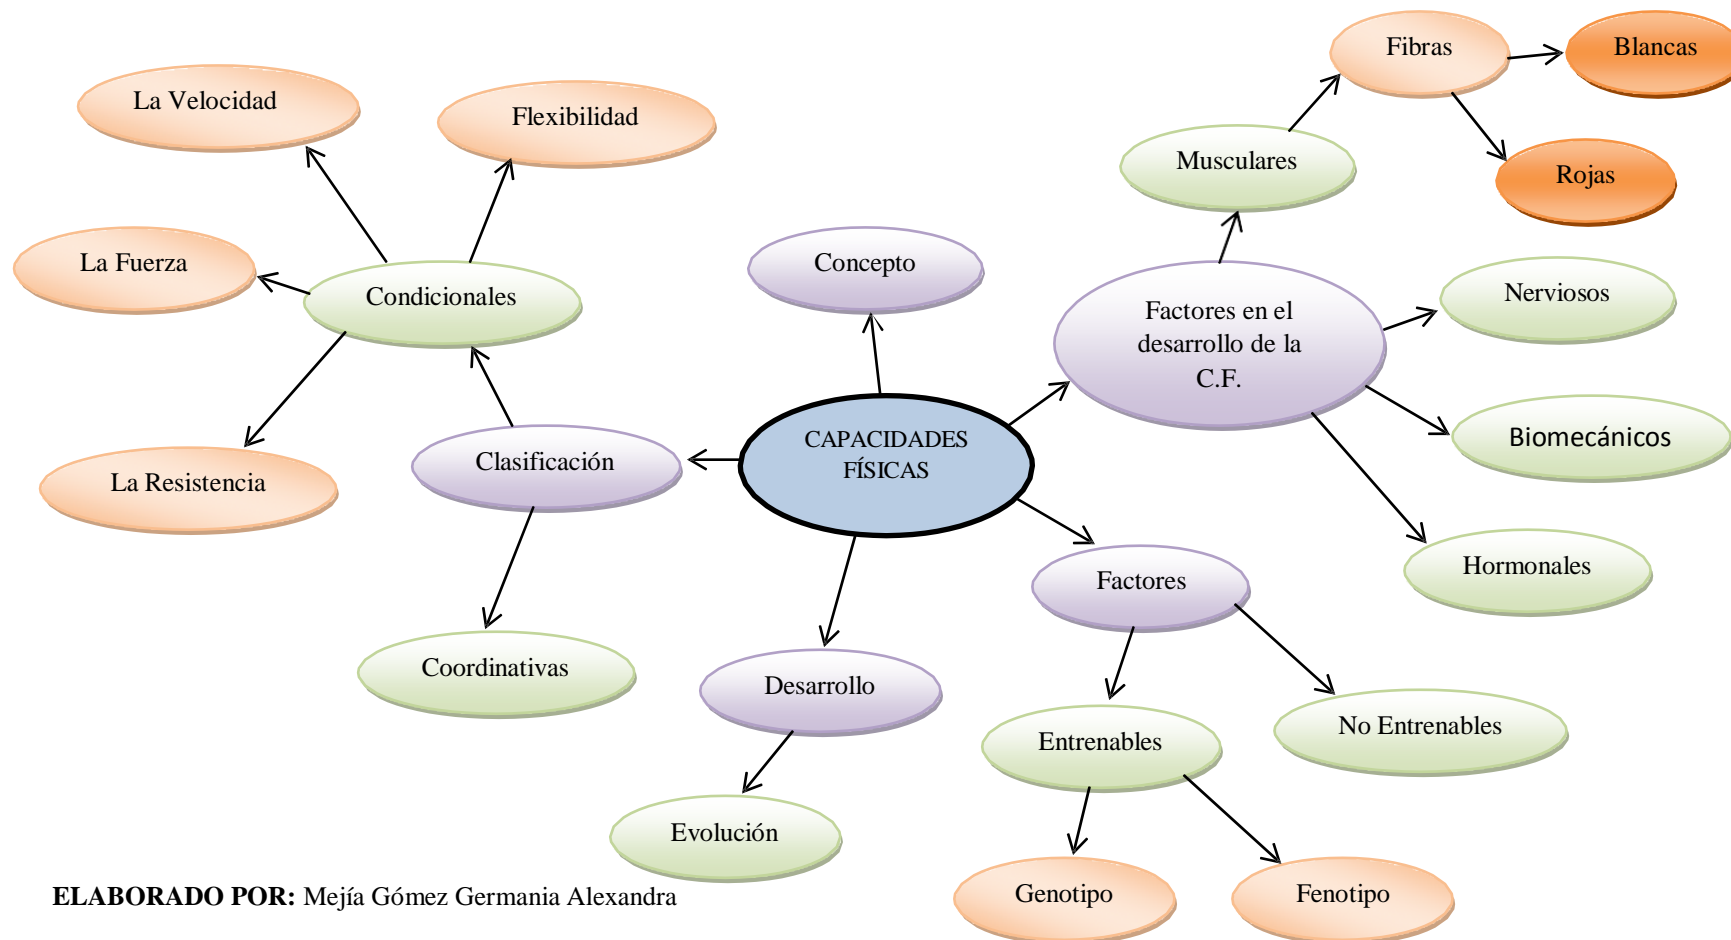 Fibras
Blancas
La Velocidad
Flexibilidad
Musculares
Rojas
La Fuerza
Condicionales
Concepto
Factores en el
desarrollo de la
C.F.
Nerviosos
CAPACIDADES
FÍSICAS
Clasificación
La Resistencia
Biomecánicos
Hormonales
Factores
Coordinativas
Desarrollo
Entrenables
No Entrenables
Evolución
Genotipo
Fenotipo
ELABORADO POR: Mejía Gómez Germania Alexandra